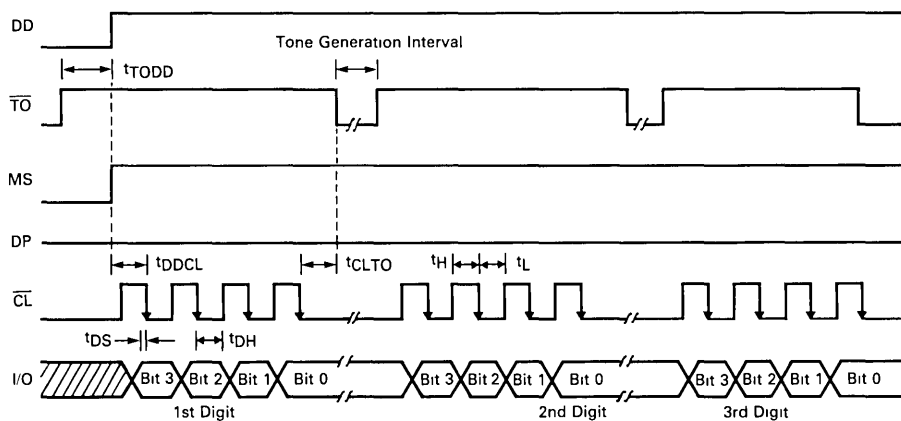 DD
Tone Generation Interval
tTODD
TO
MS
DP
tDDCL
tCLTO
tH
tL
CL
tDS
tDH
I/O
Bit 3
Bit 2
Bit 1
Bit 0
Bit 3
Bit 2
Bit 1
Bit 0
Bit 3
Bit 2
Bit 1
Bit 0
1st Digit
2nd Digit
3rd Digit